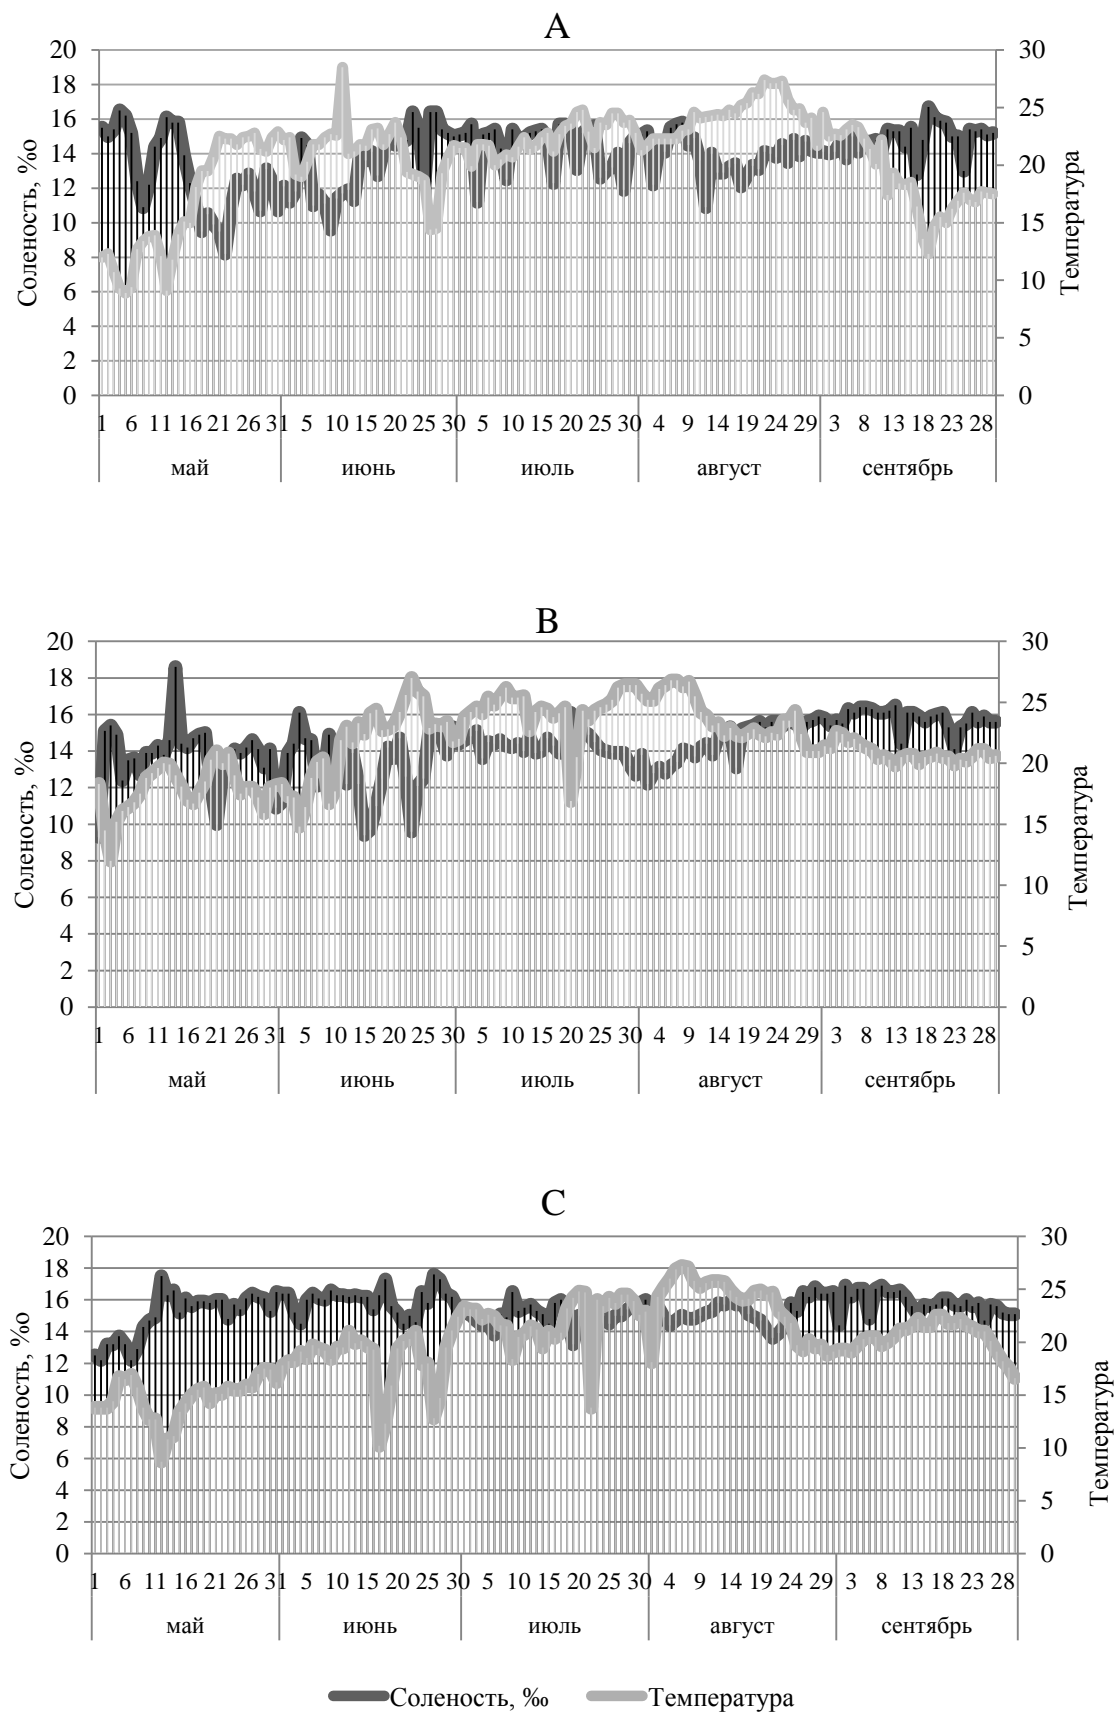 A
20 18 16 14 12 10 8 6 4 2 0
Соленость, %о
30 25 20 15 10 5 0
Температура
1 6 11 16 21 26 31 5 10 15 20 25 30 5 10 15 20 25 30 4 9 14 19 24 29 3 8 13 18 23 28
май июнь июль август сентябрь
B
20 18 16 14 12 10 8 6 4 2 0
Соленость, %о
30 25 20 15 10 5 0
Температура
1 6 11 16 21 26 31 5 10 15 20 25 30 5 10 15 20 25 30 4 9 14 19 24 29 3 8 13 18 23 28
май июнь июль август сентябрь
C
20 18 16 14 12 10 8 6 4 2 0
Соленость, %о
30 25 20 15 10 5 0
Температура
1 6 11 16 21 26 31 5 10 15 20 25 30 5 10 15 20 25 30 4 9 14 19 24 29 3 8 13 18 23 28
май июнь июль август сентябрь
Соленость, ‰ Температура